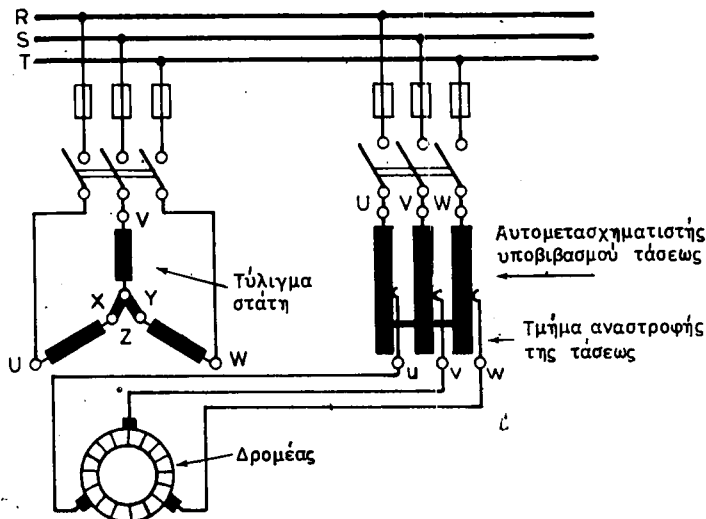 R
S
T
U V W
V
Αυτομετασχηματιστής
υποβιβασμού τάσεως
Τύλιγμα
στάτη
X Y
Z
U
W
Τμήμα αναστροφής
της τάσεως
u v w
Δρομέας